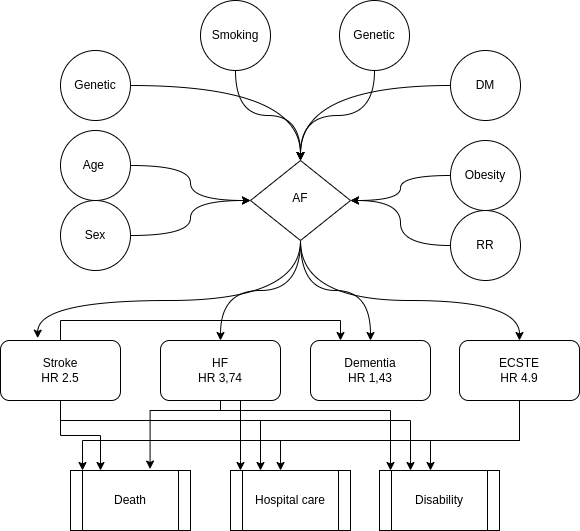 Smoking
Genetic
Genetic
DM
Age
Obesity
AF
Sex
RR
Stroke
HR 2.5
HF
HR 3,74
Dementia
HR 1,43
ECSTE
HR 4.9
Death
Hospital care
Disability